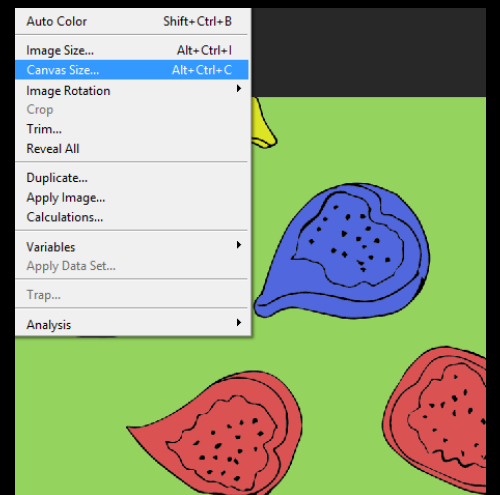 Auto Color Shift+Ctrl+B
Image Size... Alt+Ctrl+I
Canvas Size... Alt+Ctrl+C
Image Rotation
Crop
Trim...
Reveal All
Duplicate...
Apply Image...
Calculations...
Variables
Apply Data Set...
Trap...
Analysis